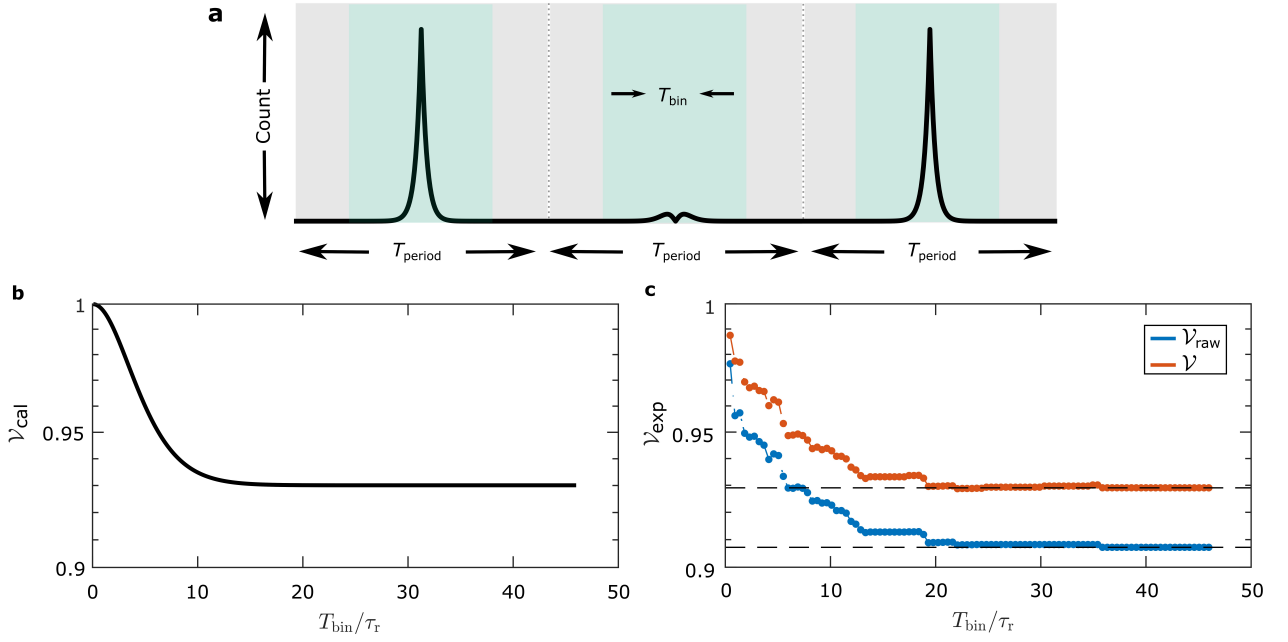 a
Count
T_bin
T_period T_period T_period
b
1
0.95
0.9
𝒱_cal
0 10 20 30 40 50
T_bin/τ_r
c
1
0.95
0.9
𝒱_exp
𝒱_raw
𝒱
0 10 20 30 40 50
T_bin/τ_r